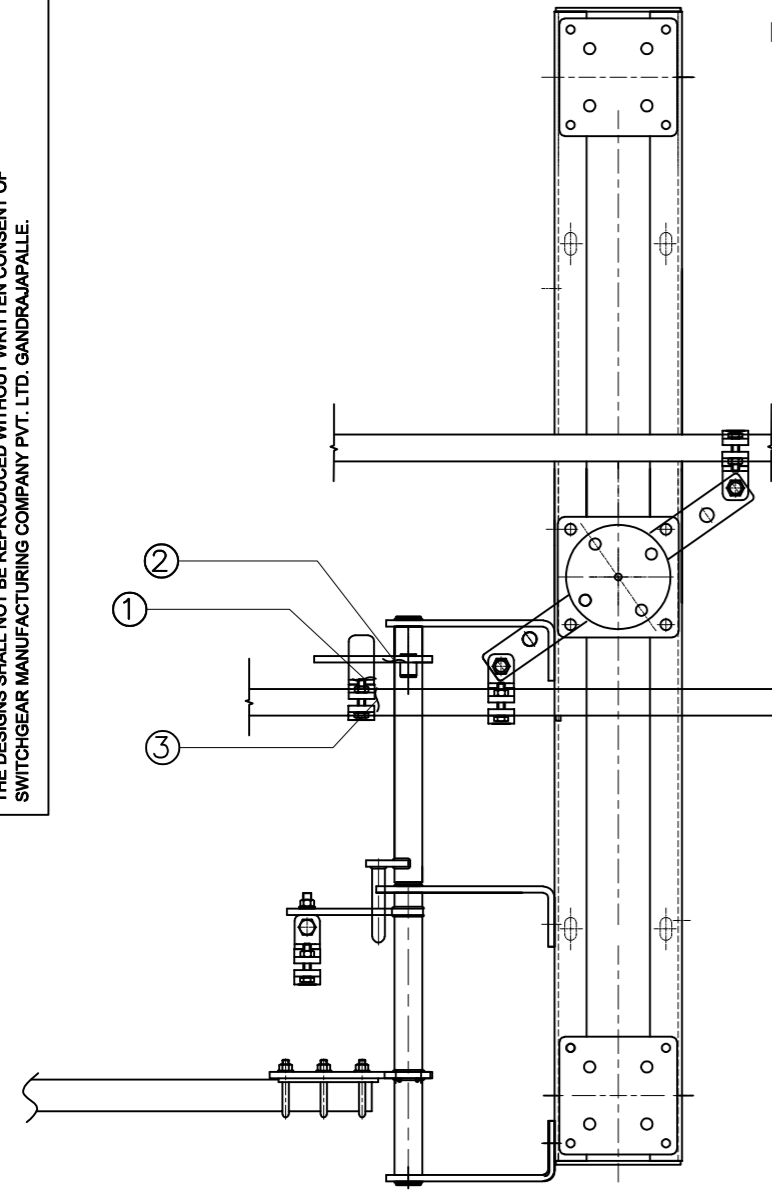 THE DESIGNS SHALL NOT BE REPRODUCED WITHOUT WRITTEN CONSENT OF
SWITCHGEAR MANUFACTURING COMPANY PVT. LTD. GANDRAJAPALLE.
2
1
3